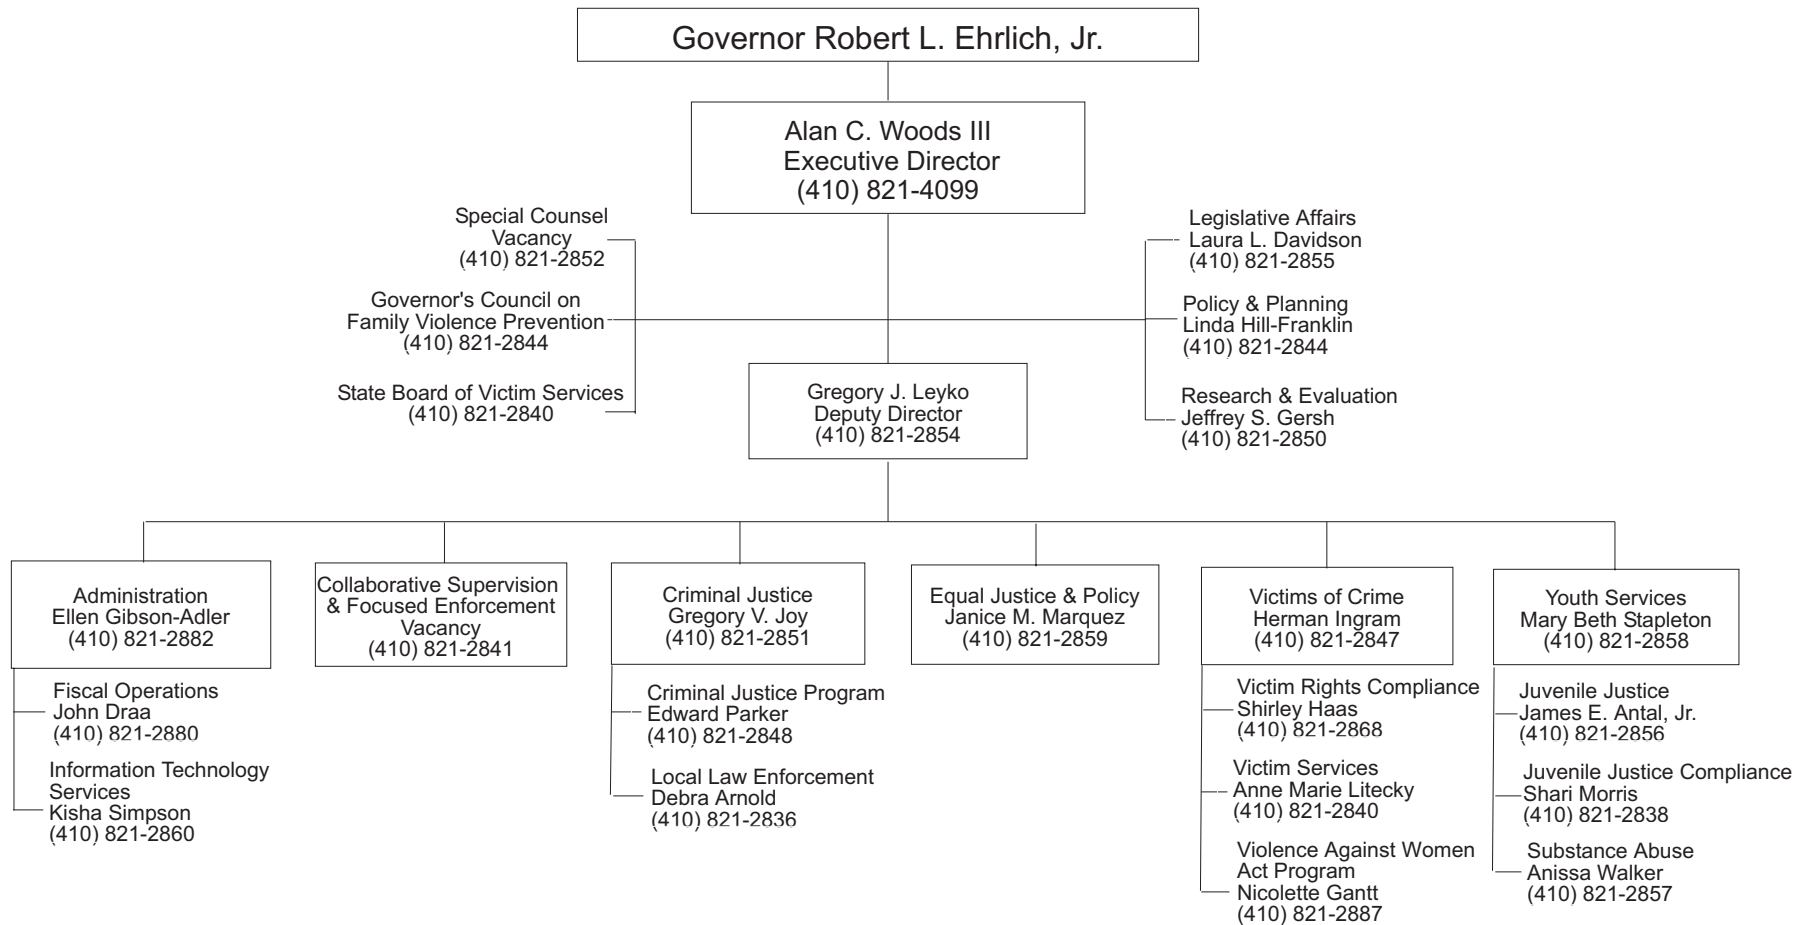 Governor Robert L. Ehrlich, Jr.
Alan C. Woods III
Executive Director
(410) 821-4099
Special Counsel
Vacancy
(410) 821-2852
Governor's Council on
Family Violence Prevention
(410) 821-2844
State Board of Victim Services
(410) 821-2840
Legislative Affairs
Laura L. Davidson
(410) 821-2855
Policy & Planning
Linda Hill-Franklin
(410) 821-2844
Research & Evaluation
Jeffrey S. Gersh
(410) 821-2850
Gregory J. Leyko
Deputy Director
(410) 821-2854
Administration
Ellen Gibson-Adler
(410) 821-2882
Fiscal Operations
John Draa
(410) 821-2880
Information Technology
Services
Kisha Simpson
(410) 821-2860
Collaborative Supervision
& Focused Enforcement
Vacancy
(410) 821-2841
Criminal Justice
Gregory V. Joy
(410) 821-2851
Criminal Justice Program
Edward Parker
(410) 821-2848
Local Law Enforcement
Debra Arnold
(410) 821-2836
Equal Justice & Policy
Janice M. Marquez
(410) 821-2859
Victims of Crime
Herman Ingram
(410) 821-2847
Victim Rights Compliance
Shirley Haas
(410) 821-2868
Victim Services
Anne Marie Litecky
(410) 821-2840
Violence Against Women
Act Program
Nicolette Gantt
(410) 821-2887
Youth Services
Mary Beth Stapleton
(410) 821-2858
Juvenile Justice
James E. Antal, Jr.
(410) 821-2856
Juvenile Justice Compliance
Shari Morris
(410) 821-2838
Substance Abuse
Anissa Walker
(410) 821-2857